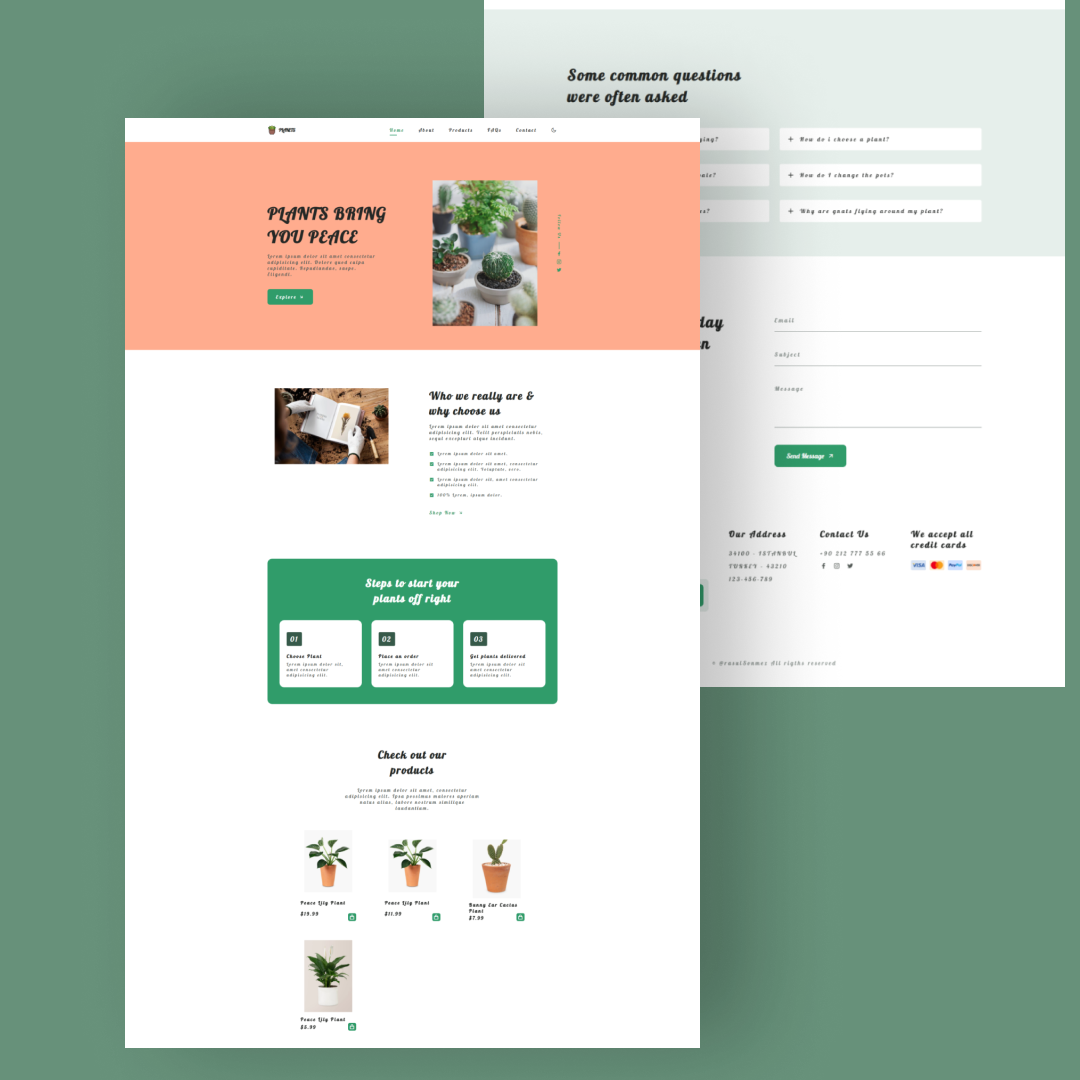 PLANTS
Home About Products FAQs Contact
PLANTS BRING
YOU PEACE
Lorem ipsum dolor sit amet consectetur
adipisicing elit. Dolore quod culpa
cupiditate, Repudiandae, saepe.
Eligendi.
Explore
Follow Us
Who we really are &
why choose us
Lorem ipsum dolor sit amet consectetur
adipisicing elit. Velit perspiciatis nobis,
sequi excepturi atque incidunt.
Lorem ipsum dolor sit amet.
Lorem ipsum dolor sit amet, consectetur
adipisicing elit. Voluptate, vero.
Lorem ipsum dolor sit, amet consectetur
adipisicing elit.
100% Lorem, ipsum dolor.
Shop Now
Steps to start your
plants off right
01
Choose Plant
Lorem ipsum dolor sit,
amet consectetur
adipisicing elit.
02
Place an order
Lorem ipsum dolor sit
amet consectetur
adipisicing elit.
03
Get plants delivered
Lorem ipsum dolor sit
amet consectetur
adipisicing elit.
Check out our
products
Lorem ipsum dolor sit amet, consectetur
adipisicing elit. Ipsa possimus maiores aperiam
natus alias, labore nostrum similique
laudantium.
Peace Lily Plant
$19.99
Peace Lily Plant
$11.99
Bunny Ear Cactus
Plant
$7.99
Peace Lily Plant
$5.99
Some common questions
were often asked
How do i choose a plant?
How do I change the pots?
Why are gnats flying around my plant?
Email
Subject
Message
Send Message
Our Address
34100 - ISTANBUL
TURKEY - 43210
123-456-789
Contact Us
+90 212 777 55 66
We accept all
credit cards
VISA
PayPal
All rigths reserved